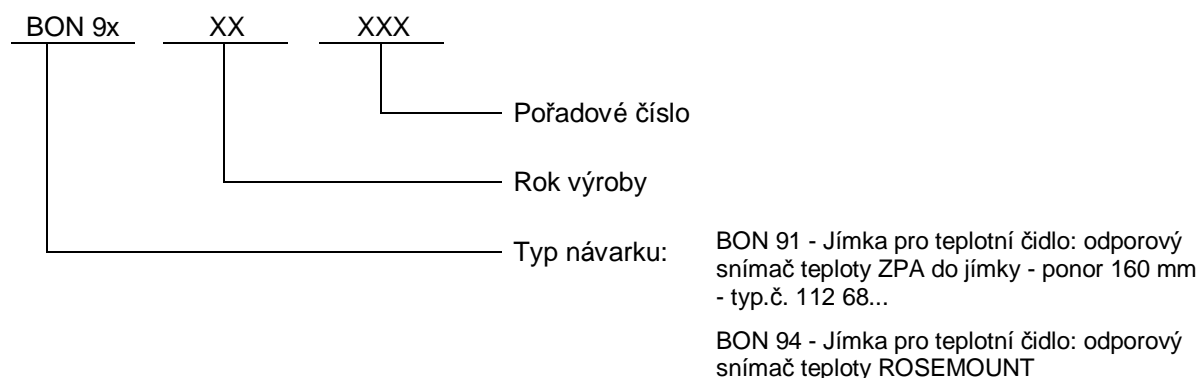 BON 9x XX XXX
Pořadové číslo
Rok výroby
Typ návarku:
BON 91 - Jímka pro teplotní čidlo: odporový
snímač teploty ZPA do jímky - ponor 160 mm
- typ.č. 112 68...
BON 94 - Jímka pro teplotní čidlo: odporový
snímač teploty ROSEMOUNT